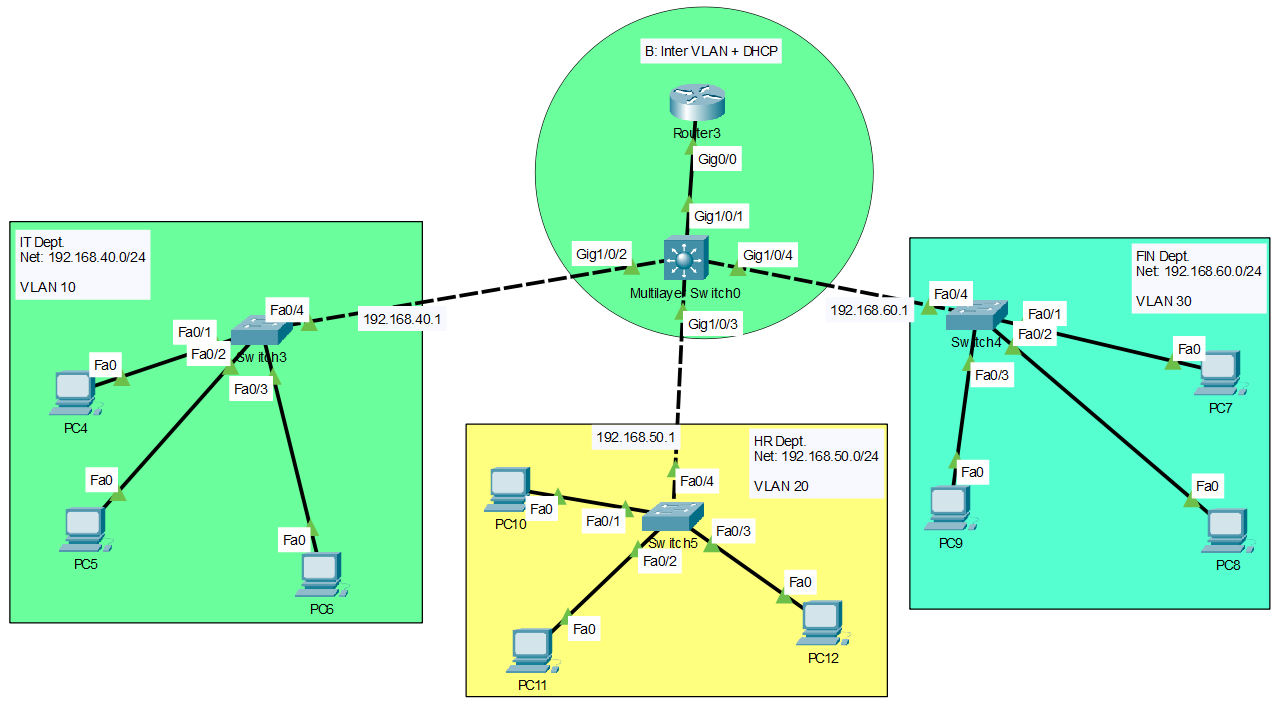 B: Inter VLAN + DHCP
Router3
Gig0/0
Gig1/0/1
Gig1/0/2
Gig1/0/4
Multilayer Switch0
Gig1/0/3
IT Dept.
Net: 192.168.40.0/24
VLAN 10
Fa0/4
192.168.40.1
Fa0/1
Fa0/2
Switch3
Fa0/3
Fa0
PC4
Fa0
PC5
Fa0
PC6
192.168.50.1
HR Dept.
Net: 192.168.50.0/24
VLAN 20
Fa0/4
PC10
Fa0
Fa0/1
Switch5
Fa0/3
Fa0/2
Fa0
PC11
Fa0
PC12
FIN Dept.
Net: 192.168.60.0/24
VLAN 30
192.168.60.1
Fa0/4
Fa0/1
Fa0/2
Switch4
Fa0/3
Fa0
PC7
Fa0
PC9
Fa0
PC8